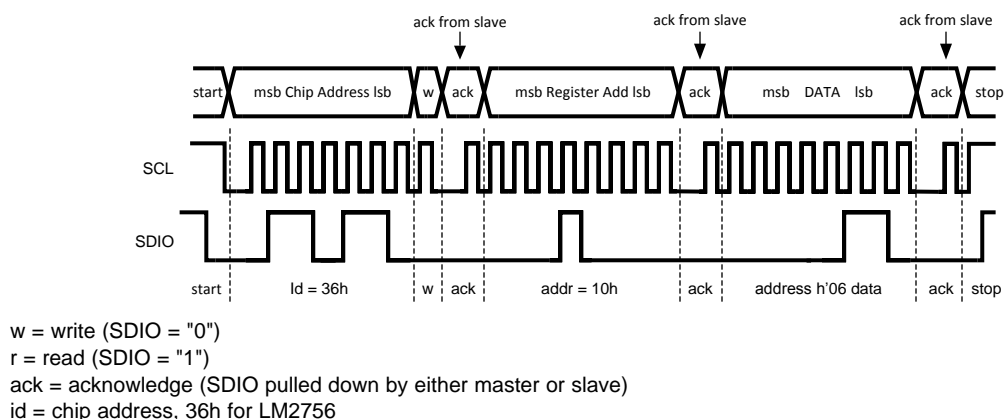 ack from slave ack from slave ack from slave
start msb Chip Address lsb w ack msb Register Add lsb ack msb DATA lsb ack stop
SCL
SDIO
start Id = 36h w ack addr = 10h ack address h'06 data ack stop
w = write (SDIO = "0")
r = read (SDIO = "1")
ack = acknowledge (SDIO pulled down by either master or slave)
id = chip address, 36h for LM2756